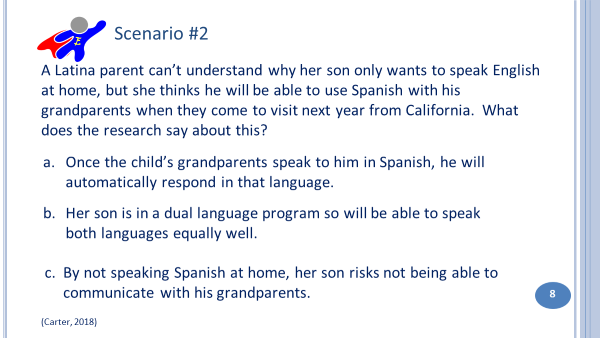 E
Scenario #2
A Latina parent can't understand why her son only wants to speak English
at home, but she thinks he will be able to use Spanish with his
grandparents when they come to visit next year from California.  What
does the research say about this?
a. Once the child's grandparents speak to him in Spanish, he will
automatically respond in that language.
b. Her son is in a dual language program so will be able to speak
both languages equally well.
c. By not speaking Spanish at home, her son risks not being able to
communicate with his grandparents.
8
(Carter, 2018)